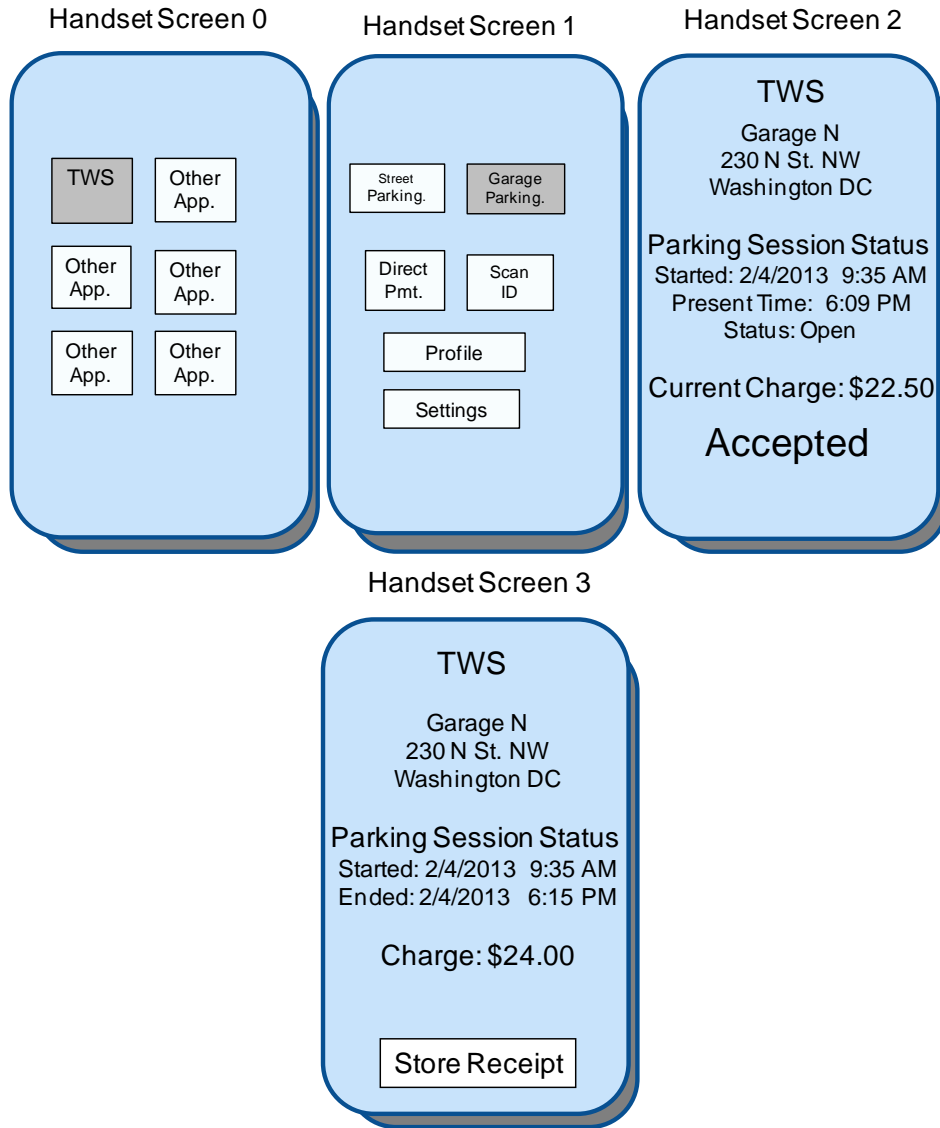 Handset Screen 0
TWS
Other
App.
Other
App.
Other
App.
Other
App.
Other
App.
Handset Screen 1
Street
Parking.
Garage
Parking.
Direct
Pmt.
Scan
ID
Profile
Settings
Handset Screen 2
TWS
Garage N
230 N St. NW
Washington DC
Parking Session Status
Started: 2/4/2013 9:35 AM
Present Time: 6:09 PM
Status: Open
Current Charge: $22.50
Accepted
Handset Screen 3
TWS
Garage N
230 N St. NW
Washington DC
Parking Session Status
Started: 2/4/2013 9:35 AM
Ended: 2/4/2013 6:15 PM
Charge: $24.00
Store Receipt